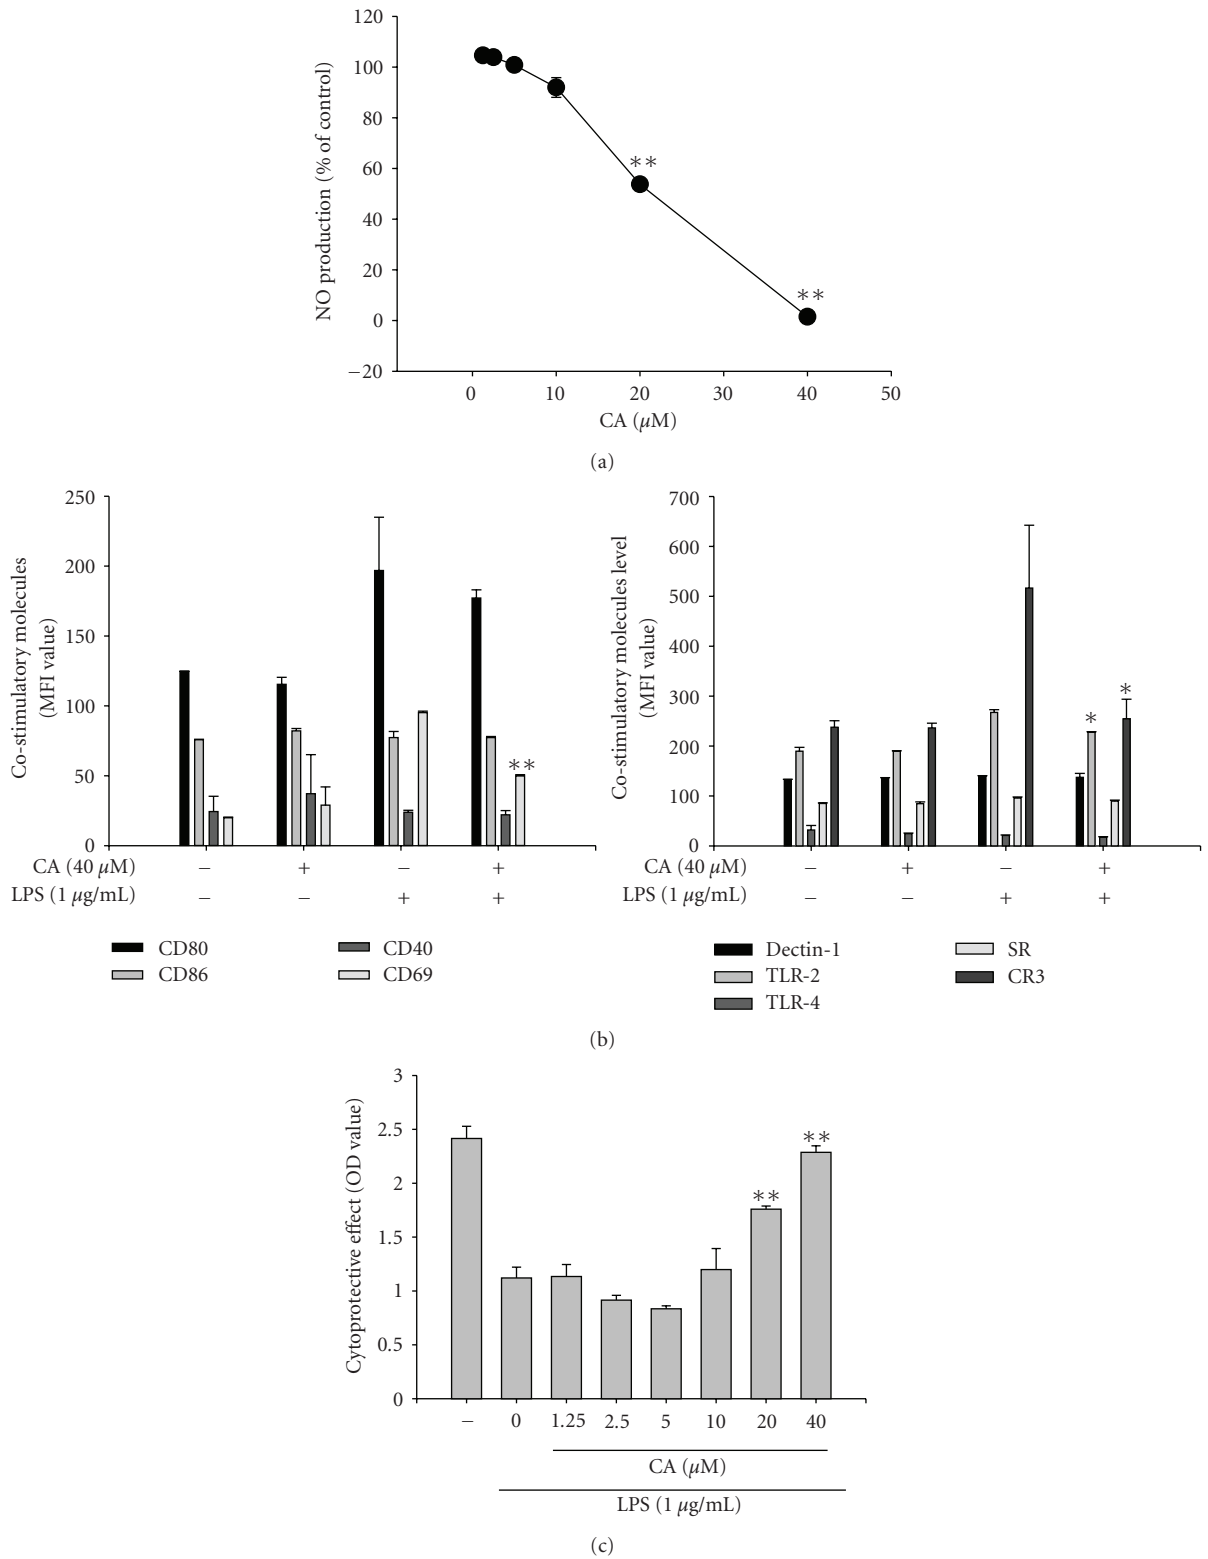 120
100
80
60
40
20
0
−20
NO production (% of control)
**
**
0 10 20 30 40 50
CA (μM)
(a)
250
200
150
100
50
0
Co-stimulatory molecules
(MFI value)
**
CA (40 μM) − + − +
LPS (1 μg/mL) − − + +
CD80
CD86
CD40
CD69
700
600
500
400
300
200
100
0
Co-stimulatory molecules level
(MFI value)
*
*
CA (40 μM) − + − +
LPS (1 μg/mL) − − + +
Dectin-1
TLR-2
TLR-4
SR
CR3
(b)
3
2.5
2
1.5
1
0.5
0
Cytoprotective effect (OD value)
**
**
− 0 1.25 2.5 5 10 20 40
CA (μM)
LPS (1 μg/mL)
(c)